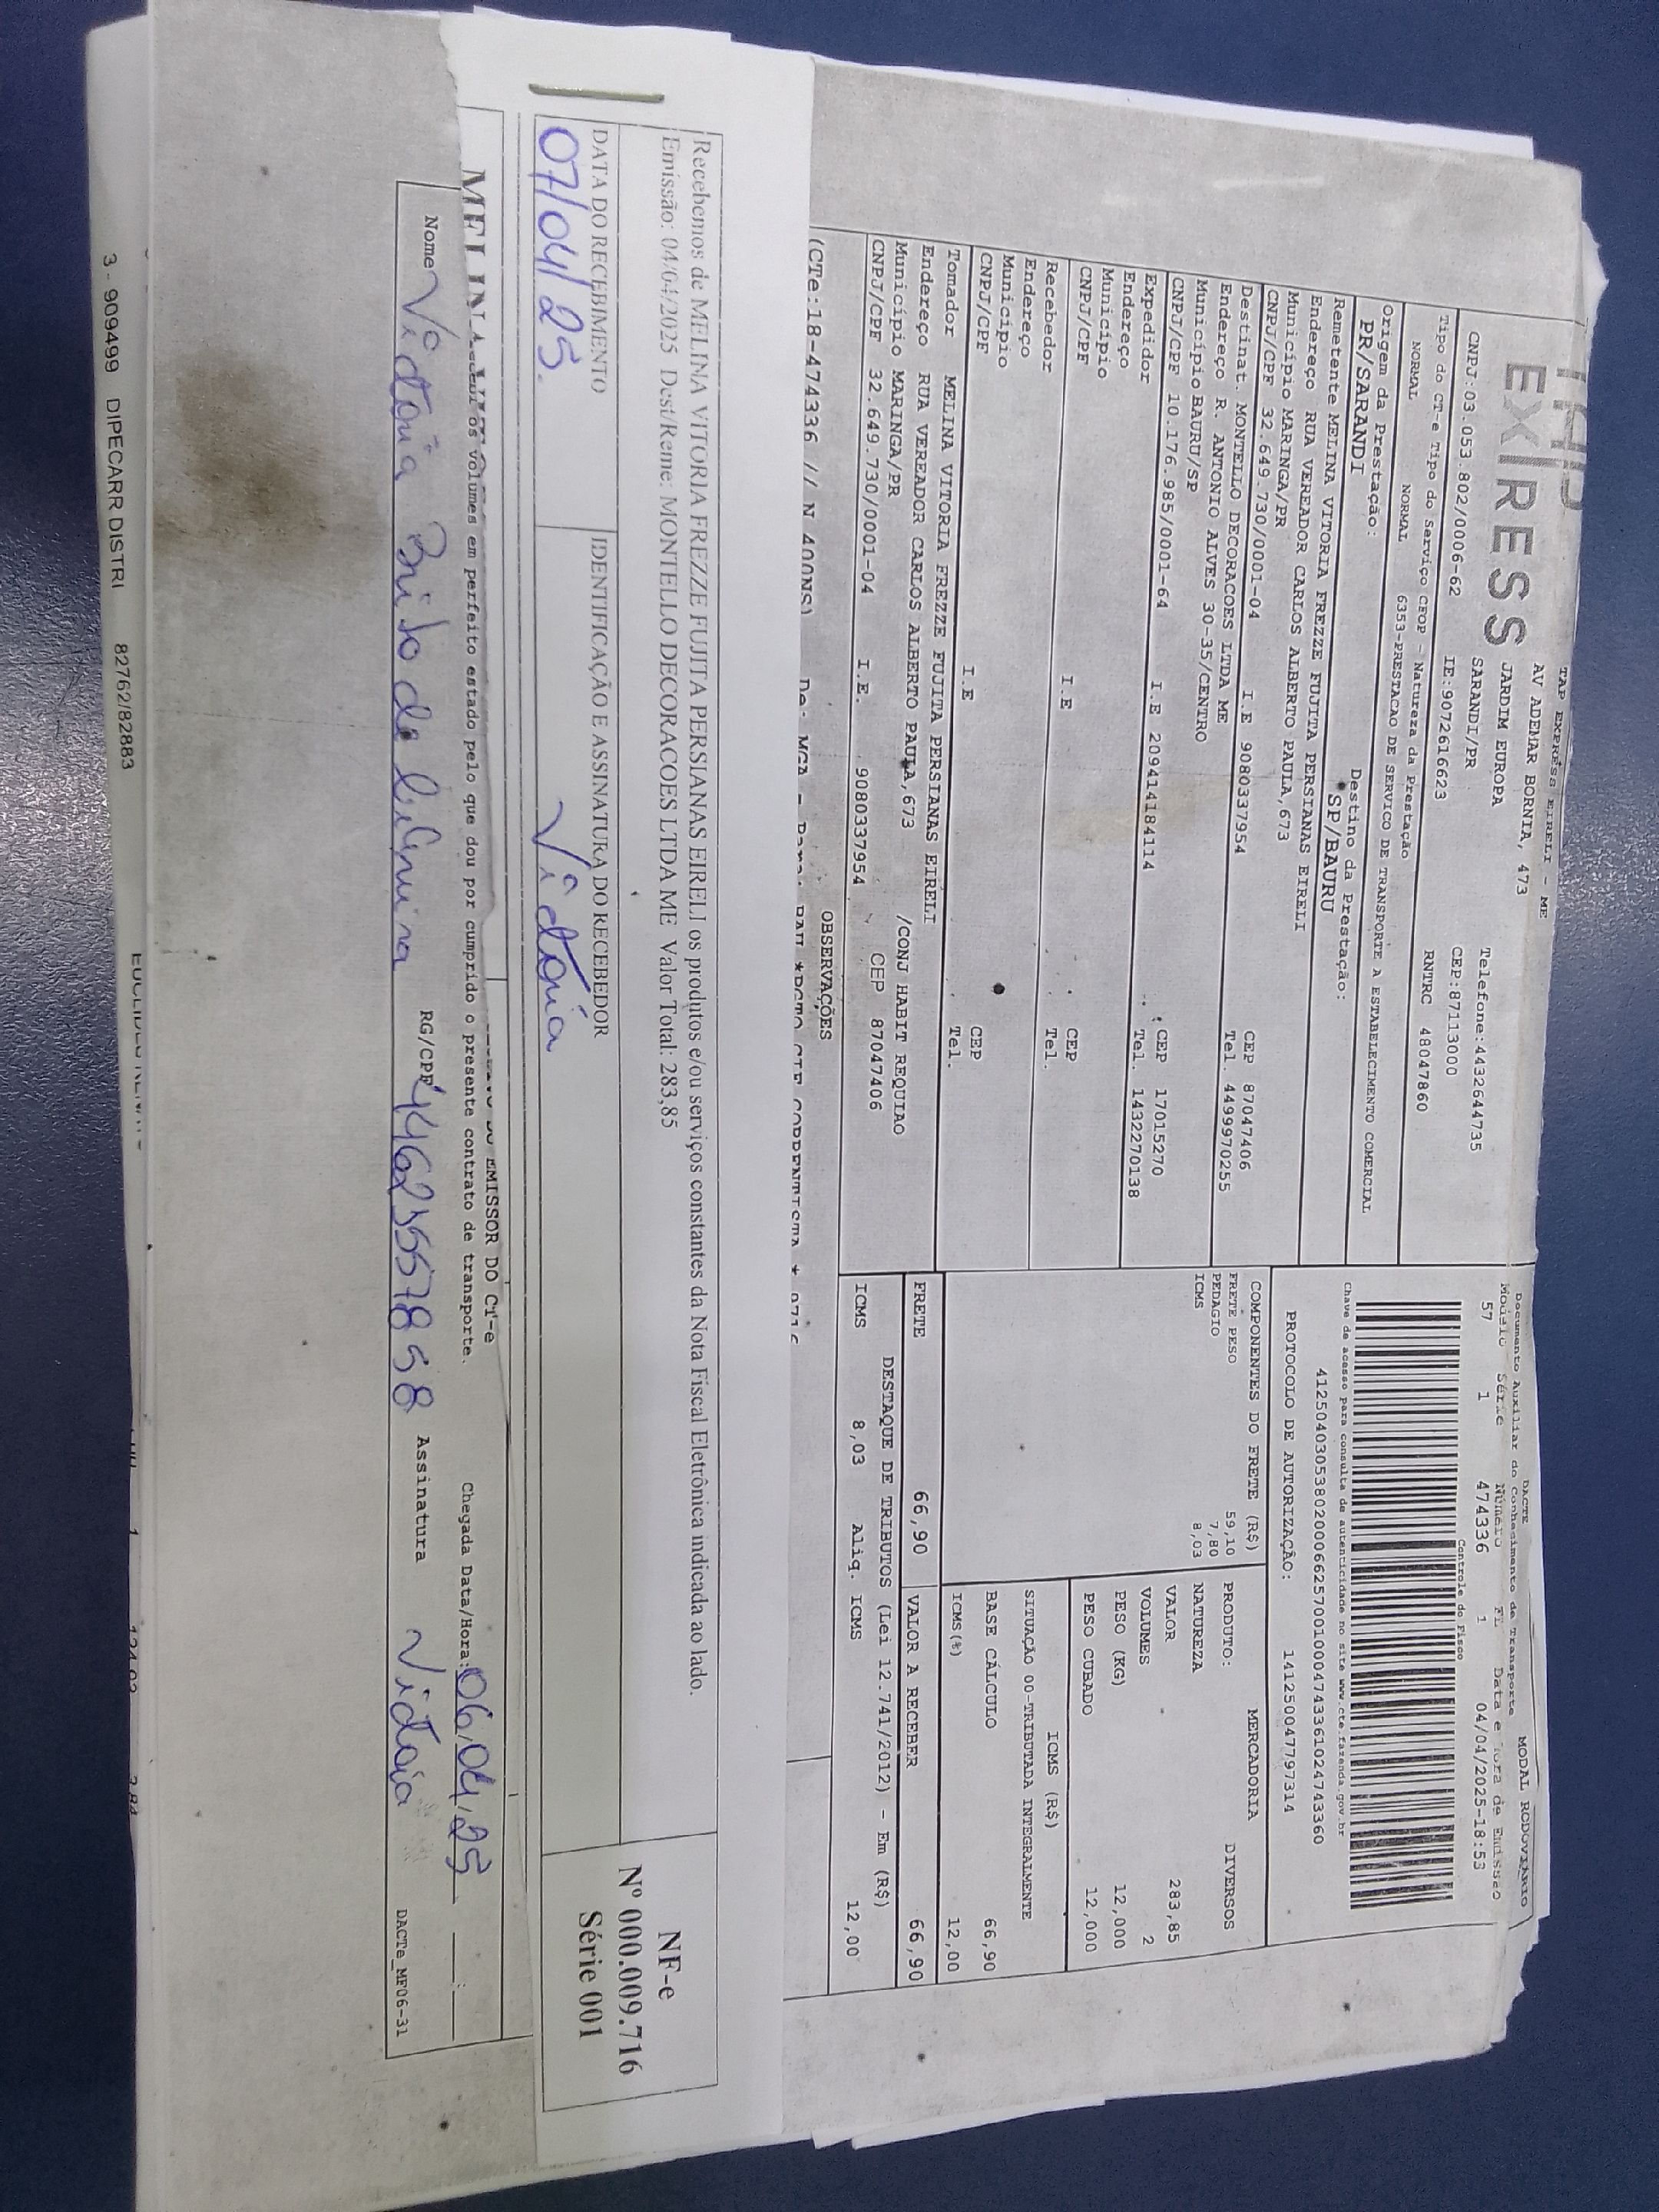 EX RESS
TAP EXPRESS EIRELI - ME
AV ADEMAR BORNIA, 473
JARDIM EUROPA
SARANDI/PR
Telefone:4432644735
CEP:87113000
CNPJ:03.053.802/0006-62 IE:9072616623 RNTRC 48047860
Tipo do CT-e Tipo do Serviço CFOP - Natureza da Prestação
NORMAL NORMAL 6353-PRESTACAO DE SERVICO DE TRANSPORTE A ESTABELECIMENTO COMERCIAL
Origem da Prestação: Destino da Prestação:
PR/SARANDI SP/BAURU
Remetente MELINA VITORIA FREZZE FUJITA PERSIANAS EIRELI
Endereço RUA VEREADOR CARLOS ALBERTO PAULA,673
Município MARINGA/PR CEP 87047406
CNPJ/CPF 32.649.730/0001-04 I.E 9080337954 Tel. 44999970255
Destinat. MONTELLO DECORACOES LTDA ME
Endereço R. ANTONIO ALVES 30-35/CENTRO
Município BAURU/SP CEP 17015270
CNPJ/CPF 10.176.985/0001-64 I.E 209414184114 Tel. 1432270138
Expedidor
Endereço
Município CEP
CNPJ/CPF I.E Tel.
Recebedor
Endereço
Município CEP
CNPJ/CPF I.E Tel.
Tomador MELINA VITORIA FREZZE FUJITA PERSIANAS EIRELI
Endereço RUA VEREADOR CARLOS ALBERTO PAULA,673 /CONJ HABIT REQUIAO
Município MARINGA/PR CEP 87047406
CNPJ/CPF 32.649.730/0001-04 I.E. 9080337954
OBSERVAÇÕES
(CTe:18-474336 //
DACTE MODAL RODOVIARIO
Documento Auxiliar do Conhecimento de Transporte
Modelo Série Número FL Data e Hora de Emissão
57 1 474336 1 04/04/2025-18:53
Controle do Fisco
Chave de acesso para consulta de autenticidade no site www.cte.fazenda.gov.br
41250403053802000662570010004743361024743360
PROTOCOLO DE AUTORIZAÇÃO: 141250047797314
COMPONENTES DO FRETE (R$)
FRETE PESO 59,10
PEDAGIO 7,80
ICMS 8,03
MERCADORIA
PRODUTO: DIVERSOS
NATUREZA
VALOR 283,85
VOLUMES 2
PESO (KG) 12,000
PESO CUBADO 12,000
ICMS (R$)
SITUAÇÃO 00-TRIBUTADA INTEGRALMENTE
BASE CÁLCULO 66,90
ICMS(%) 12,00
FRETE 66,90 VALOR A RECEBER 66,90
DESTAQUE DE TRIBUTOS (Lei 12.741/2012) - Em (R$)
ICMS 8,03 Aliq. ICMS 12,00
Recebemos de MELINA VITORIA FREZZE FUJITA PERSIANAS EIRELI os produtos e/ou serviços constantes da Nota Fiscal Eletrônica indicada ao lado.
Emissão: 04/04/2025 Dest/Reme: MONTELLO DECORACOES LTDA ME Valor Total: 283,85
DATA DO RECEBIMENTO IDENTIFICAÇÃO E ASSINATURA DO RECEBEDOR
07/04/25. Vitória
NF-e
Nº 000.009.716
Série 001
EMISSOR DO CT-e
os volumes em perfeito estado pelo que dou por cumprido o presente contrato de transporte.
Chegada Data/Hora: 06/04/25 __:__
Nome Vitória Brito de RG/CPF 44623557858 Assinatura Vitória
DACTe_MF06-31
3 - 909499 DIPECARR DISTRI 82762/82883